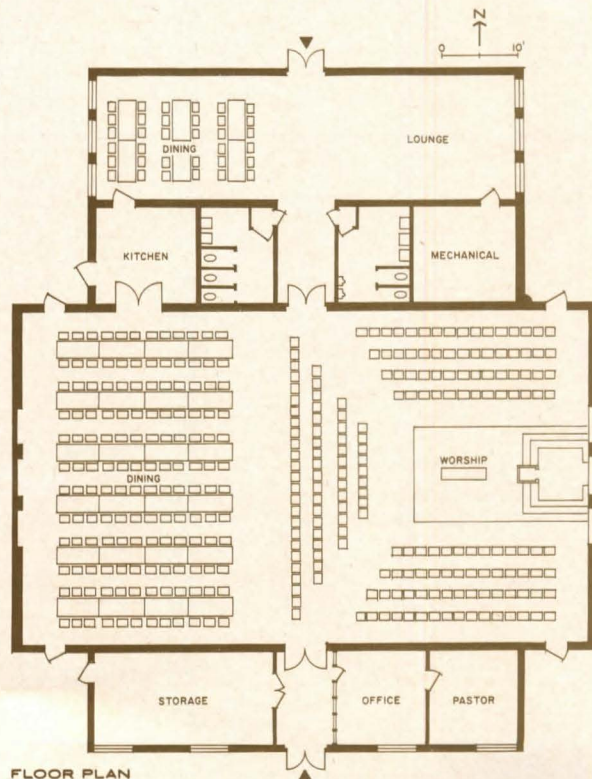 N
0 10'
DINING
LOUNGE
KITCHEN
MECHANICAL
WORSHIP
DINING
STORAGE
OFFICE
PASTOR
FLOOR PLAN